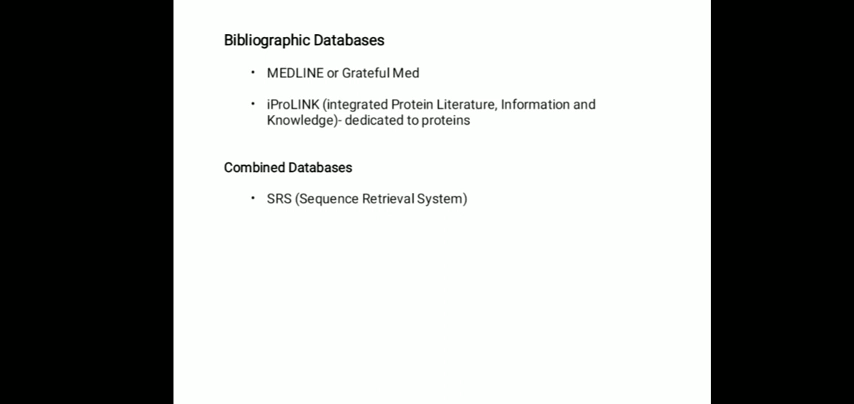 Bibliographic Databases
• MEDLINE or Grateful Med
• iProLINK (integrated Protein Literature, Information and
Knowledge)- dedicated to proteins
Combined Databases
• SRS (Sequence Retrieval System)